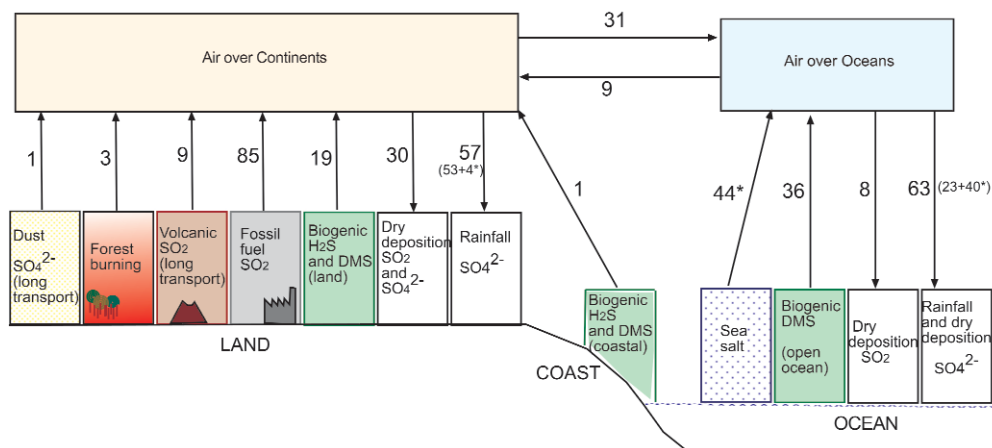 31
Air over Continents
Air over Oceans
9
1
3
9
85
19
30
57
(53+4*)
1
44*
36
8
63 (23+40*)
Dust
SO4 2-
(long
transport)
Forest
burning
Volcanic
SO2
(long
transport)
Fossil
fuel
SO2
Biogenic
H2S
and DMS
(land)
Dry
deposition
SO2
and
SO4 2-
Rainfall
SO4 2-
Biogenic
H2S
and DMS
(coastal)
Sea
salt
Biogenic
DMS
(open
ocean)
Dry
deposition
SO2
Rainfall
and dry
deposition
SO4 2-
LAND
COAST
OCEAN